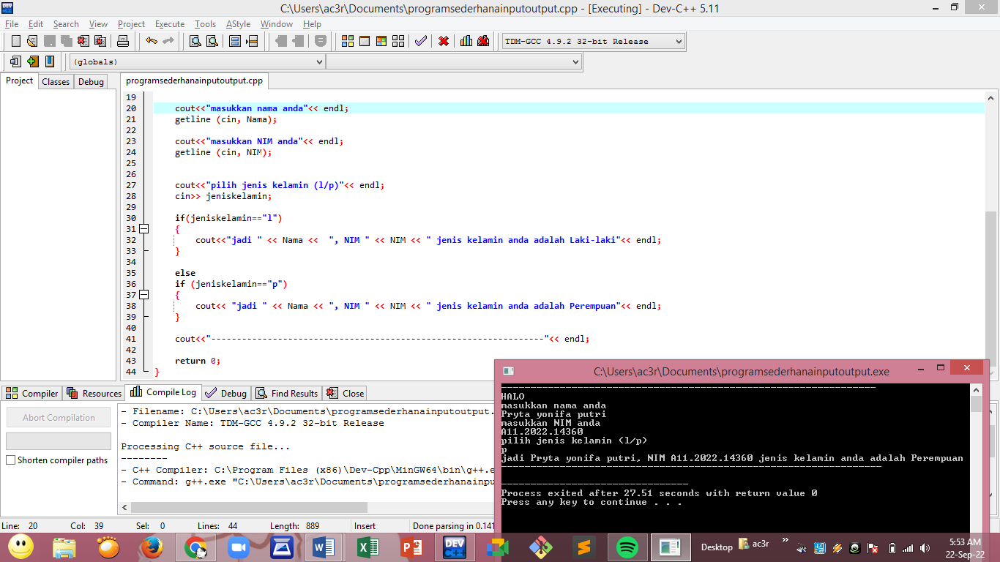 C:\Users\ac3r\Documents\programsederhanainputoutput.cpp - [Executing] - Dev-C++ 5.11
File Edit Search View Project Execute Tools AStyle Window Help
TDM-GCC 4.9.2 32-bit Release
(globals)
Project Classes Debug
programsederhanainputoutput.cpp
19
20 cout<<"masukkan nama anda"<< endl;
21 getline (cin, Nama);
22
23 cout<<"masukkan NIM anda"<< endl;
24 getline (cin, NIM);
25
26
27 cout<<"pilih jenis kelamin (l/p)"<< endl;
28 cin>> jeniskelamin;
29
30 if(jeniskelamin=="l")
31 {
32 cout<<"jadi " << Nama <<  ", NIM " << NIM << " jenis kelamin anda adalah Laki-laki"<< endl;
33 }
34
35 else
36 if (jeniskelamin=="p")
37 {
38 cout<< "jadi " << Nama << ", NIM " << NIM << " jenis kelamin anda adalah Perempuan"<< endl;
39 }
40
41 cout<<"-----------------------------------------------------------------"<< endl;
42
43 return 0;
44 }
Compiler Resources Compile Log Debug Find Results Close
Abort Compilation
Shorten compiler paths
- Filename: C:\Users\ac3r\Documents\programsederhanainputoutput.
- Compiler Name: TDM-GCC 4.9.2 32-bit Release
Processing C++ source file...
--------
- C++ Compiler: C:\Program Files (x86)\Dev-Cpp\MinGW64\bin\g++.e
- Command: g++.exe "C:\Users\ac3r\Documents\programsederhanainpu
C:\Users\ac3r\Documents\programsederhanainputoutput.exe
----------------------------------------------------------------
HALO
masukkan nama anda
Pryta yonifa putri
masukkan NIM anda
A11.2022.14360
pilih jenis kelamin (l/p)
p
jadi Pryta yonifa putri, NIM A11.2022.14360 jenis kelamin anda adalah Perempuan
-----------------------------------------------------------------
--------------------------------
Process exited after 27.51 seconds with return value 0
Press any key to continue . . .
Line: 20 Col: 39 Sel: 0 Lines: 44 Length: 889 Insert Done parsing in 0.141
Desktop ac3r
5:53 AM
22-Sep-22